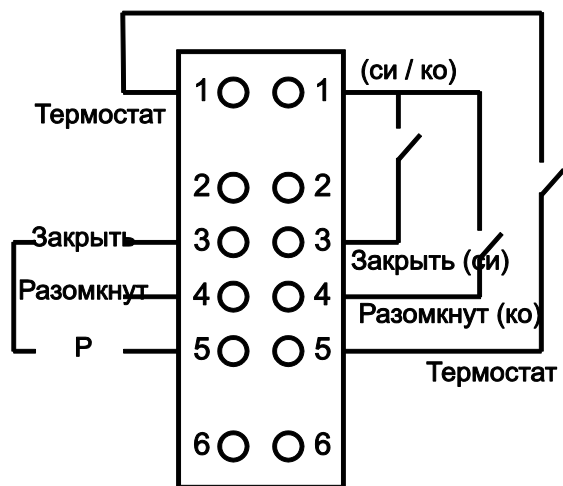 (си / ко)
1 1
Термостат
2 2
Закрыть 3 3
Закрыть (си)
Разомкнут 4 4
Разомкнут (ко)
Р 5 5
Термостат
6 6